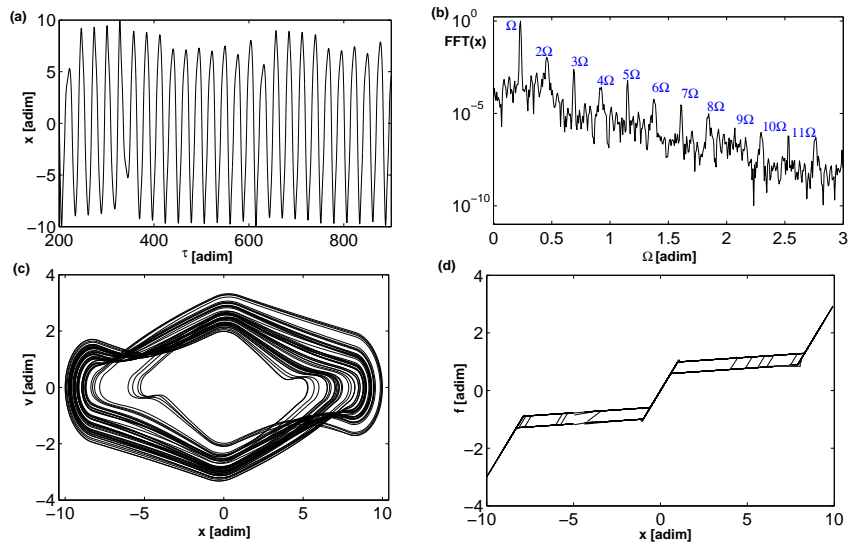 (a)
10
5
0
−5
−10
x [adim]
200
400
600
800
τ [adim]
(b)
10⁰
10⁻⁵
10⁻¹⁰
FFT(x)
Ω
2Ω
3Ω
4Ω
5Ω
6Ω
7Ω
8Ω
9Ω
10Ω
11Ω
0
0.5
1
1.5
2
2.5
3
Ω [adim]
(c)
4
2
0
−2
−4
v [adim]
−10
−5
0
5
10
x [adim]
(d)
4
2
0
−2
−4
f [adim]
−10
−5
0
5
10
x [adim]